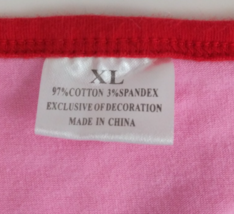 XL
97%COTTON 3%SPANDEX
EXCLUSIVE OF DECORATION
MADE IN CHINA